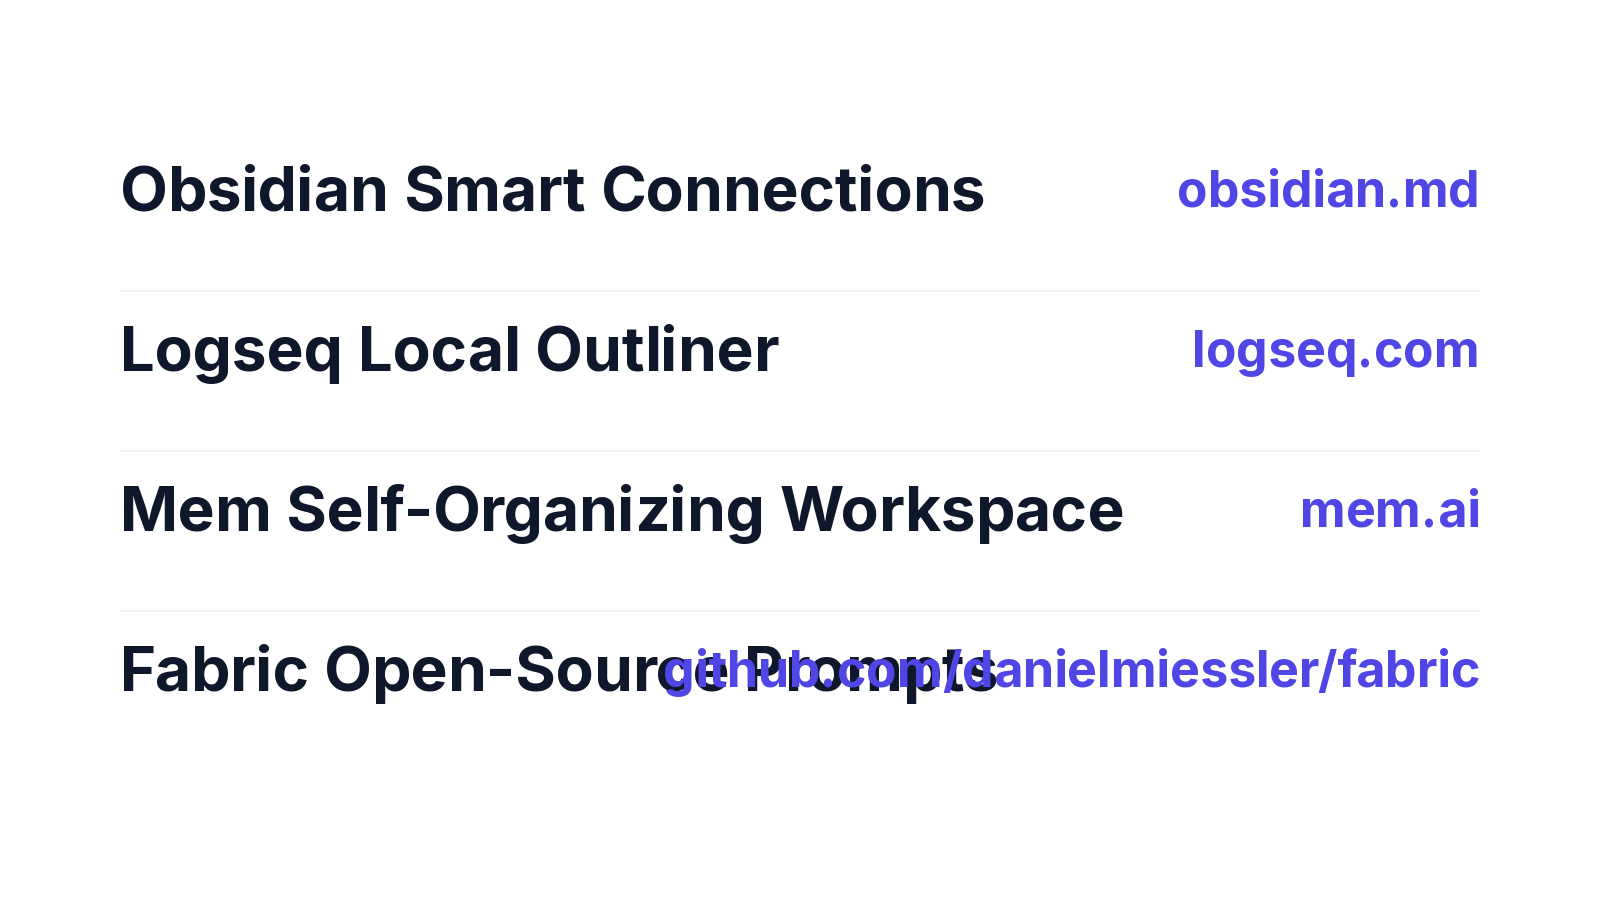 Obsidian Smart Connections obsidian.md
Logseq Local Outliner logseq.com
Mem Self-Organizing Workspace mem.ai
Fabric Open-Source Prompts github.com/danielmiessler/fabric